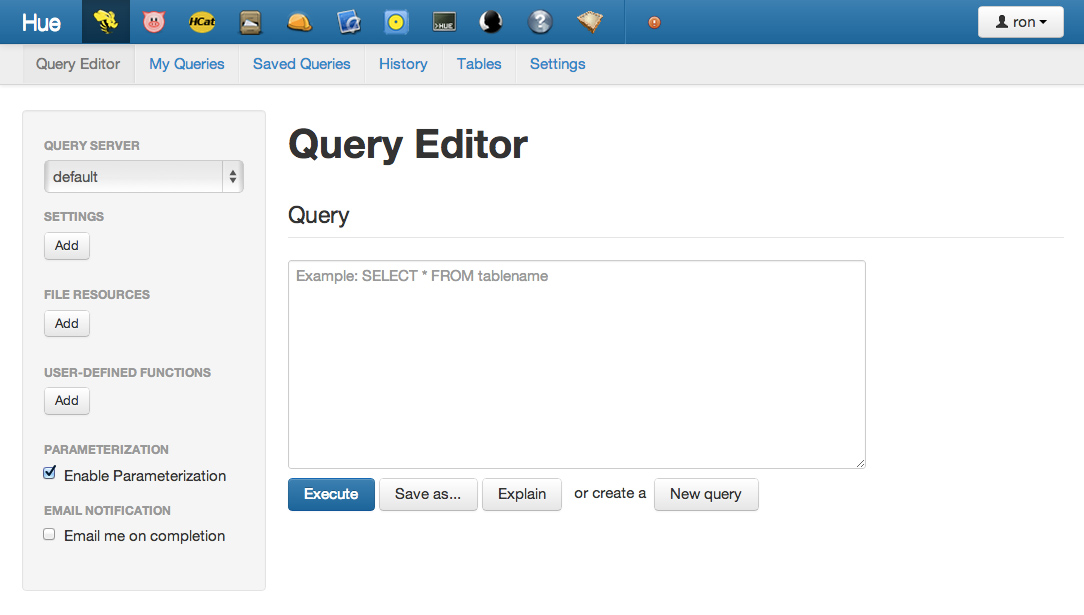 Hue HCat >HUE ? ron
Query Editor My Queries Saved Queries History Tables Settings
QUERY SERVER
default
SETTINGS
Add
FILE RESOURCES
Add
USER-DEFINED FUNCTIONS
Add
PARAMETERIZATION
Enable Parameterization
EMAIL NOTIFICATION
Email me on completion
Query Editor
Query
Example: SELECT * FROM tablename
Execute Save as... Explain or create a New query